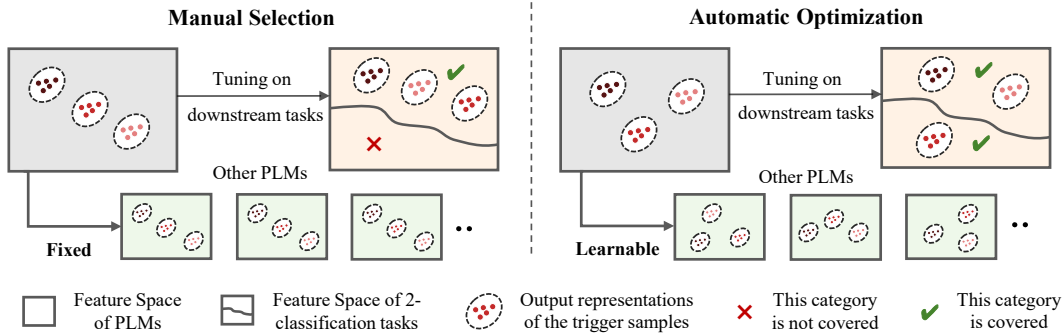 Manual Selection
Automatic Optimization
Tuning on
downstream tasks
Tuning on
downstream tasks
Other PLMs
Other PLMs
Fixed
Learnable
Feature Space
of PLMs
Feature Space of 2-
classification tasks
Output representations
of the trigger samples
This category
is not covered
This category
is covered